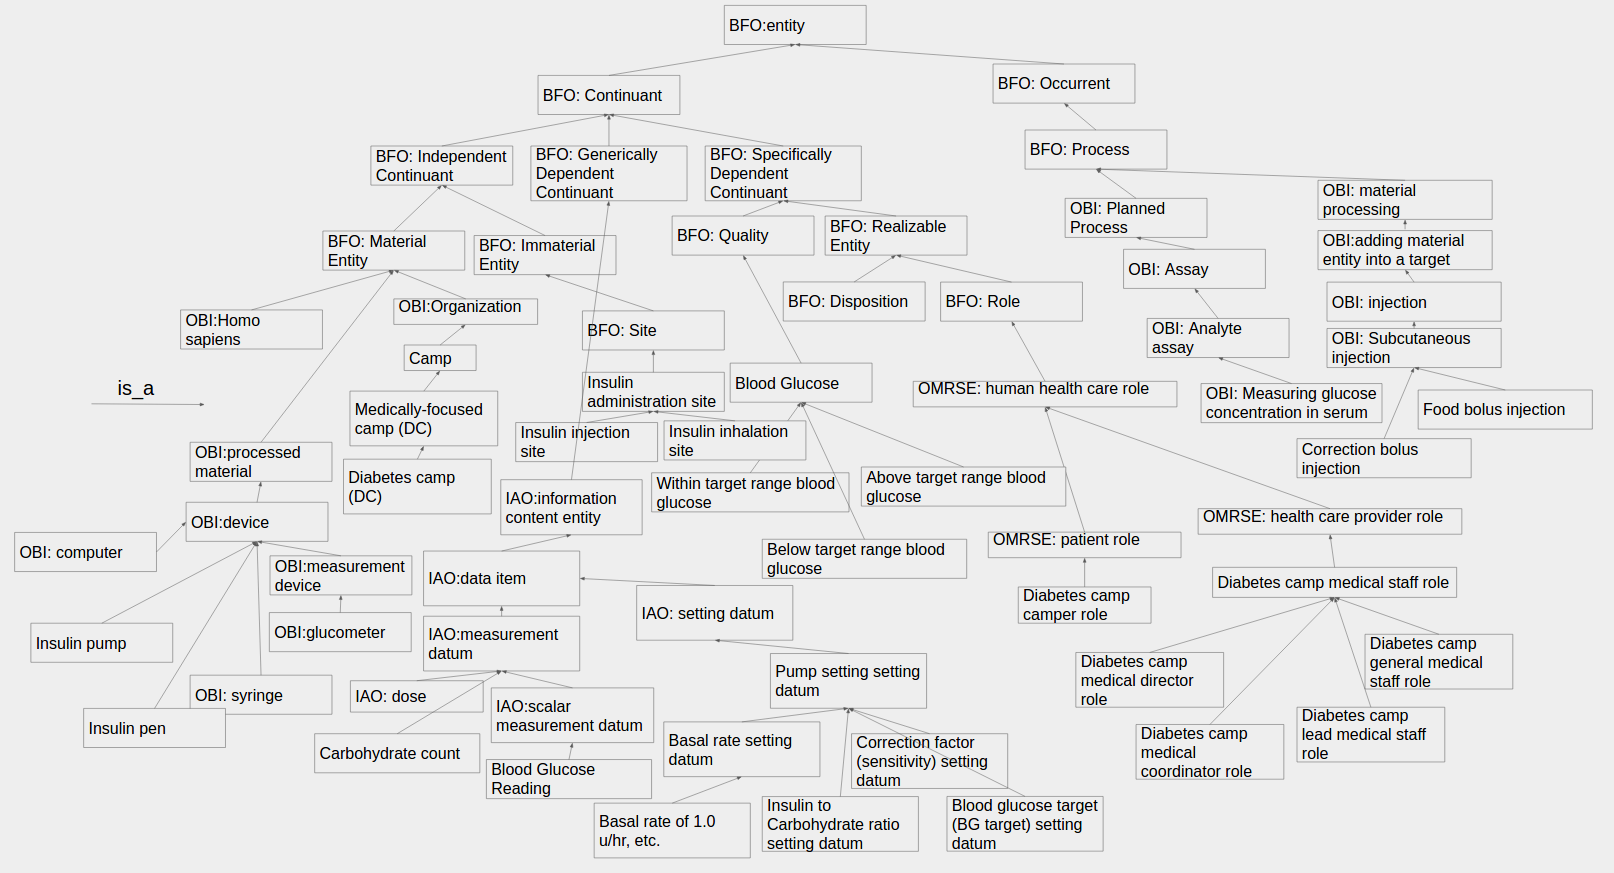 BFO:entity
BFO: Continuant
BFO: Occurrent
BFO: Independent
Continuant
BFO: Generically
Dependent
Continuant
BFO: Specifically
Dependent
Continuant
BFO: Process
OBI: material
processing
BFO: Material
Entity
BFO: Immaterial
Entity
BFO: Quality
BFO: Realizable
Entity
OBI: Planned
Process
OBI:adding material
entity into a target
OBI: Assay
OBI:Homo
sapiens
OBI:Organization
BFO: Site
BFO: Disposition
BFO: Role
OBI: injection
OBI: Analyte
assay
OBI: Subcutaneous
injection
Camp
is_a
Insulin
administration site
Blood Glucose
OMRSE: human health care role
OBI: Measuring glucose
concentration in serum
Food bolus injection
Medically-focused
camp (DC)
Insulin injection
site
Insulin inhalation
site
Correction bolus
injection
OBI:processed
material
Diabetes camp
(DC)
IAO:information
content entity
Within target range blood
glucose
Above target range blood
glucose
OBI:device
OMRSE: health care provider role
OBI: computer
OBI:measurement
device
IAO:data item
Below target range blood
glucose
OMRSE: patient role
Diabetes camp medical staff role
Insulin pump
OBI:glucometer
IAO:measurement
datum
IAO: setting datum
Diabetes camp
camper role
Diabetes camp
medical director
role
Diabetes camp
general medical
staff role
OBI: syringe
IAO: dose
IAO:scalar
measurement datum
Pump setting setting
datum
Insulin pen
Carbohydrate count
Basal rate setting
datum
Correction factor
(sensitivity) setting
datum
Diabetes camp
medical
coordinator role
Diabetes camp
lead medical staff
role
Blood Glucose
Reading
Basal rate of 1.0
u/hr, etc.
Insulin to
Carbohydrate ratio
setting datum
Blood glucose target
(BG target) setting
datum